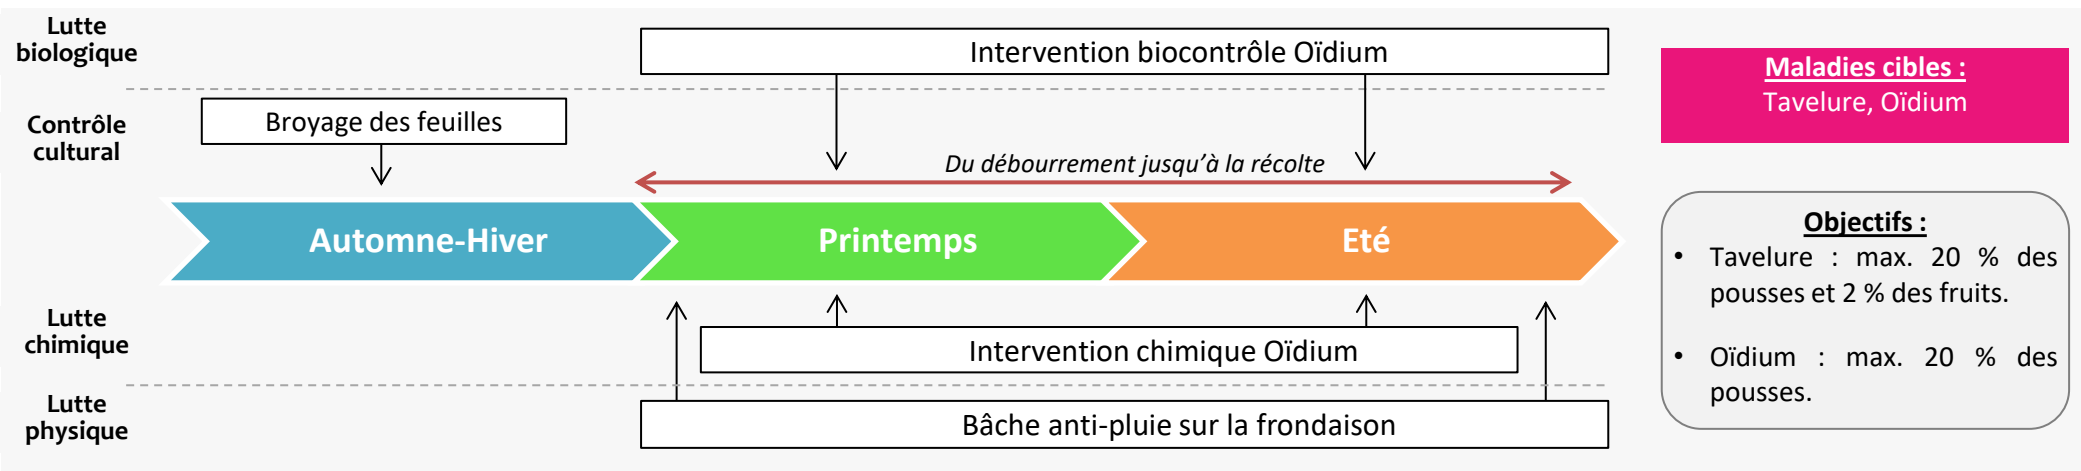 Lutte
biologique
Intervention biocontrôle Oïdium
Contrôle
cultural
Broyage des feuilles
Du débourrement jusqu'à la récolte
Automne-Hiver
Printemps
Eté
Lutte
chimique
Intervention chimique Oïdium
Lutte
physique
Bâche anti-pluie sur la frondaison
Maladies cibles :
Tavelure, Oïdium
Objectifs :
• Tavelure : max. 20 % des
pousses et 2 % des fruits.
• Oïdium : max. 20 % des
pousses.